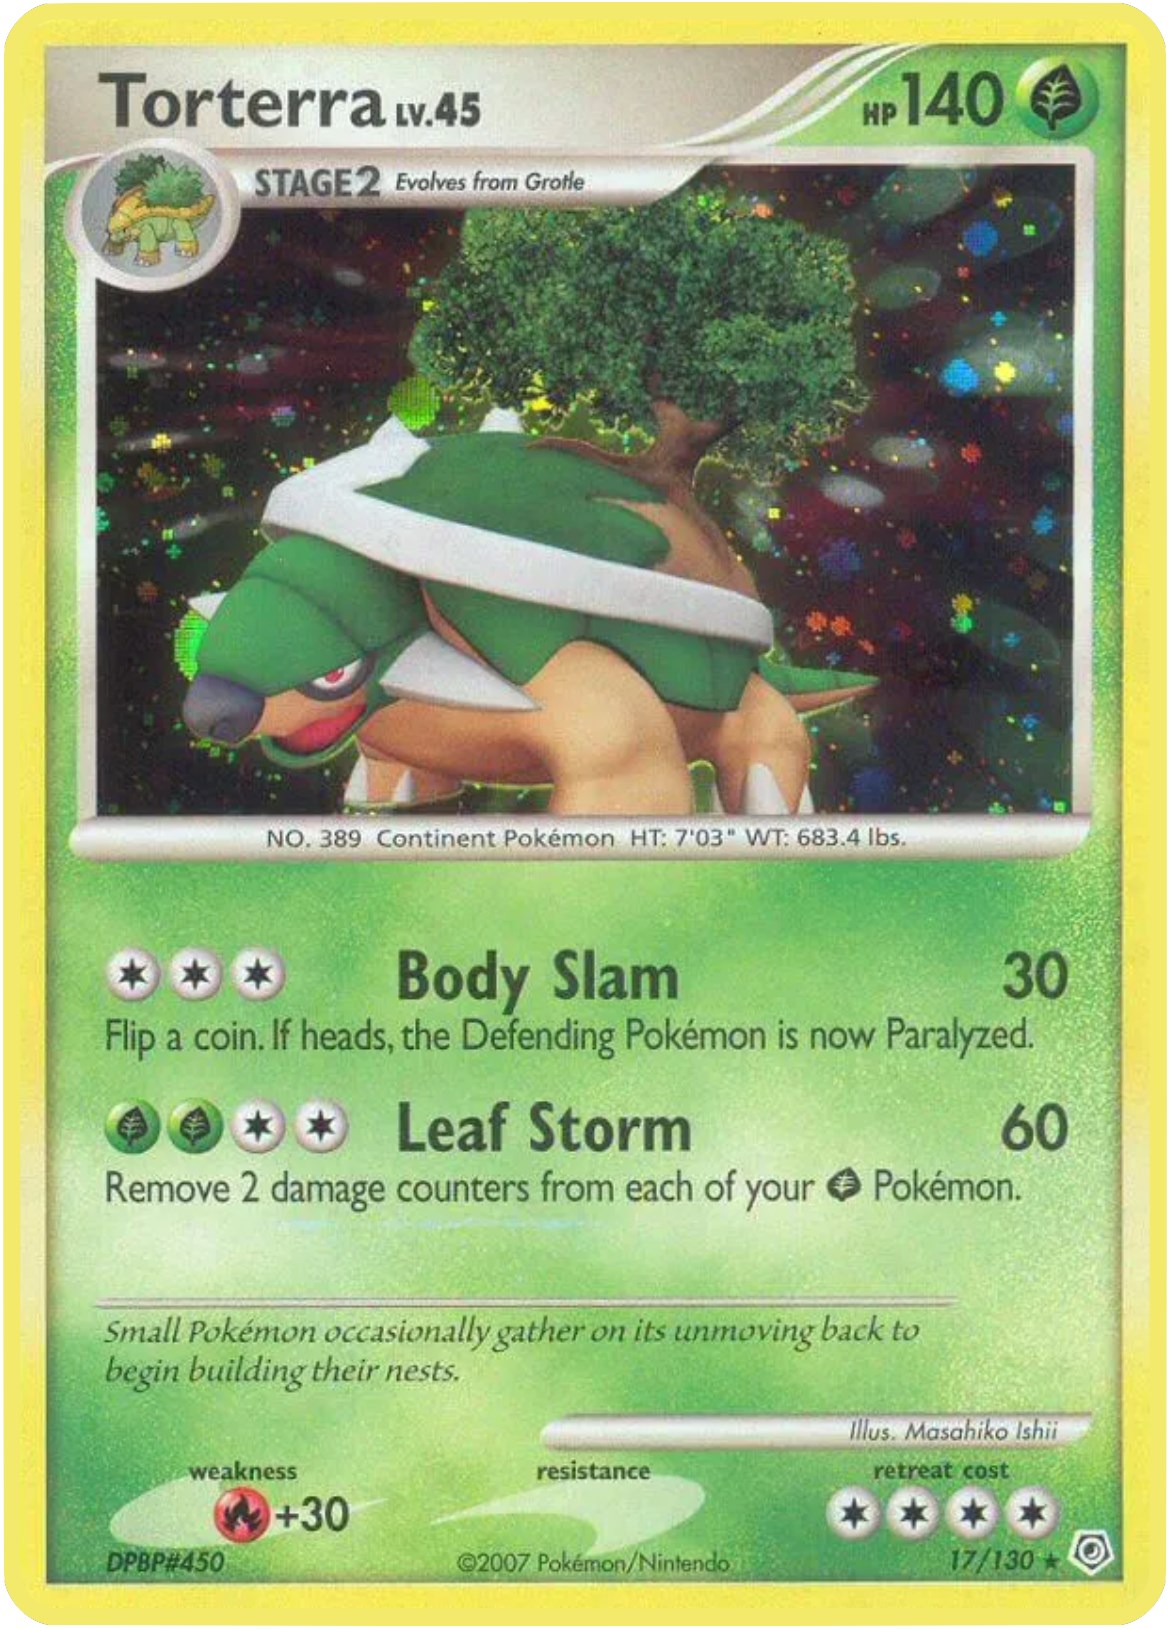 Torterra LV.45 HP 140
STAGE2 Evolves from Grotle
NO. 389 Continent Pokémon HT: 7'03" WT: 683.4 lbs.
Body Slam 30
Flip a coin. If heads, the Defending Pokémon is now Paralyzed.
Leaf Storm 60
Remove 2 damage counters from each of your Pokémon.
Small Pokémon occasionally gather on its unmoving back to
begin building their nests.
Illus. Masahiko Ishii
weakness resistance retreat cost
+30
DPBP#450 ©2007 Pokémon/Nintendo 17/130 ★